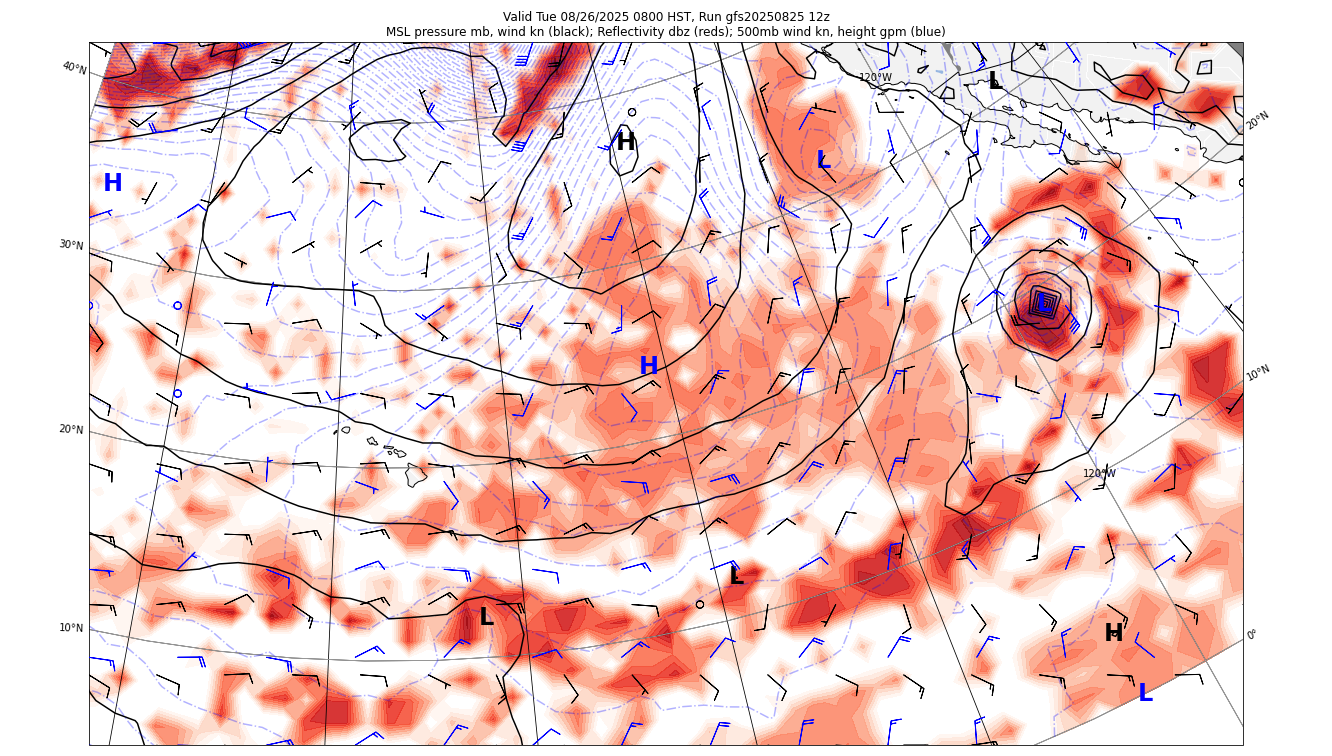 Valid Tue 08/26/2025 0800 HST, Run gfs20250825 12z
MSL pressure mb, wind kn (black); Reflectivity dbz (reds); 500mb wind kn, height gpm (blue)
40°N
120°W
L
20°N
H
L
H
30°N
L
H
10°N
20°N
120°W
L
L
10°N
H
0°
L